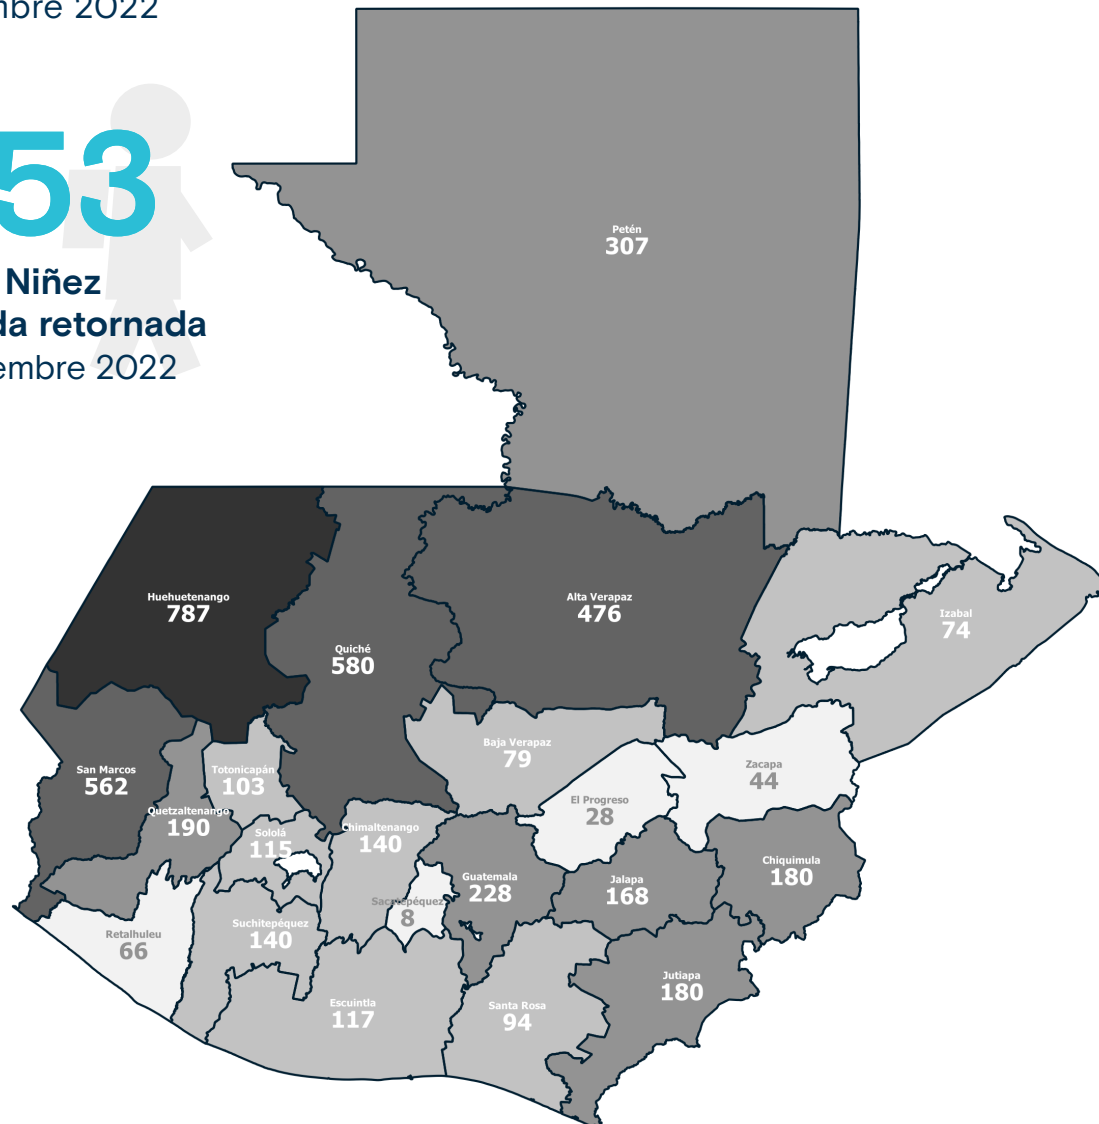 mbre 2022
53
Niñez
da retornada
embre 2022
Petén
307
Huehuetenango
787
Quiché
580
Alta Verapaz
476
Izabal
74
San Marcos
562
Totonicapán
103
Baja Verapaz
79
Zacapa
44
Quetzaltenango
190
Sololá
115
Chimaltenango
140
El Progreso
28
Guatemala
228
Jalapa
168
Chiquimula
180
Retalhuleu
66
Suchitepéquez
140
Sacatepéquez
8
Escuintla
117
Santa Rosa
94
Jutiapa
180